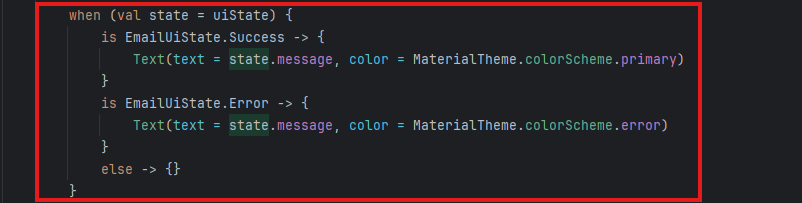 when (val state = uiState) {
is EmailUiState.Success -> {
Text(text = state.message, color = MaterialTheme.colorScheme.primary)
}
is EmailUiState.Error -> {
Text(text = state.message, color = MaterialTheme.colorScheme.error)
}
else -> {}
}